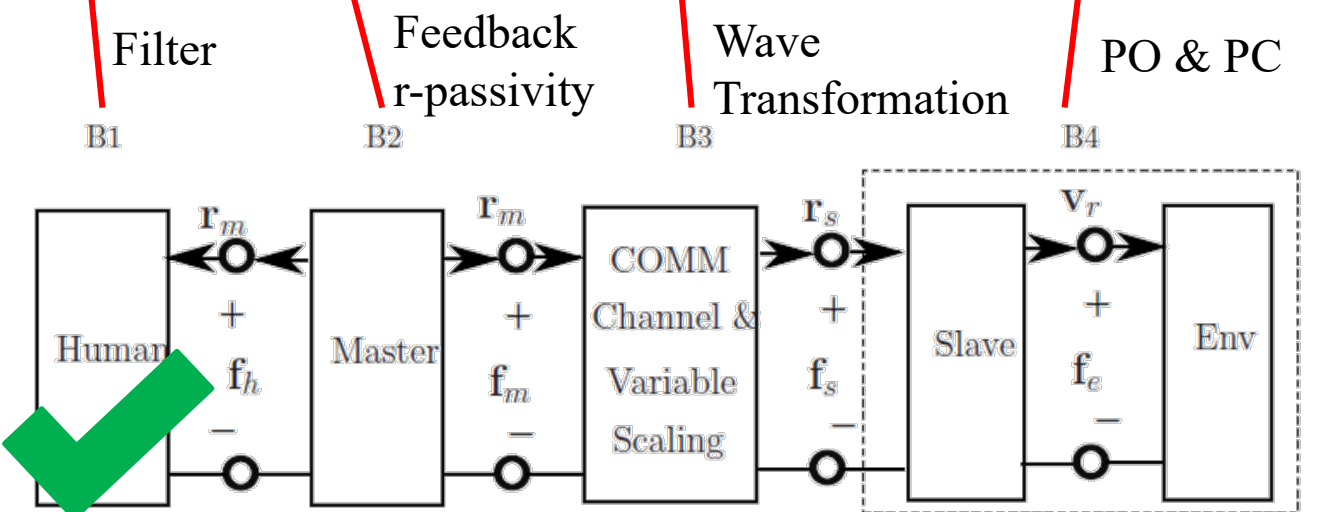 Filter
Feedback
r-passivity
Wave
Transformation
PO & PC
B1
B2
B3
B4
r_m
r_m
r_s
v_r
COMM
Channel &
Variable
Scaling
Human
Master
Slave
Env
+
+
+
+
f_h
f_m
f_s
f_e
−
−
−
−